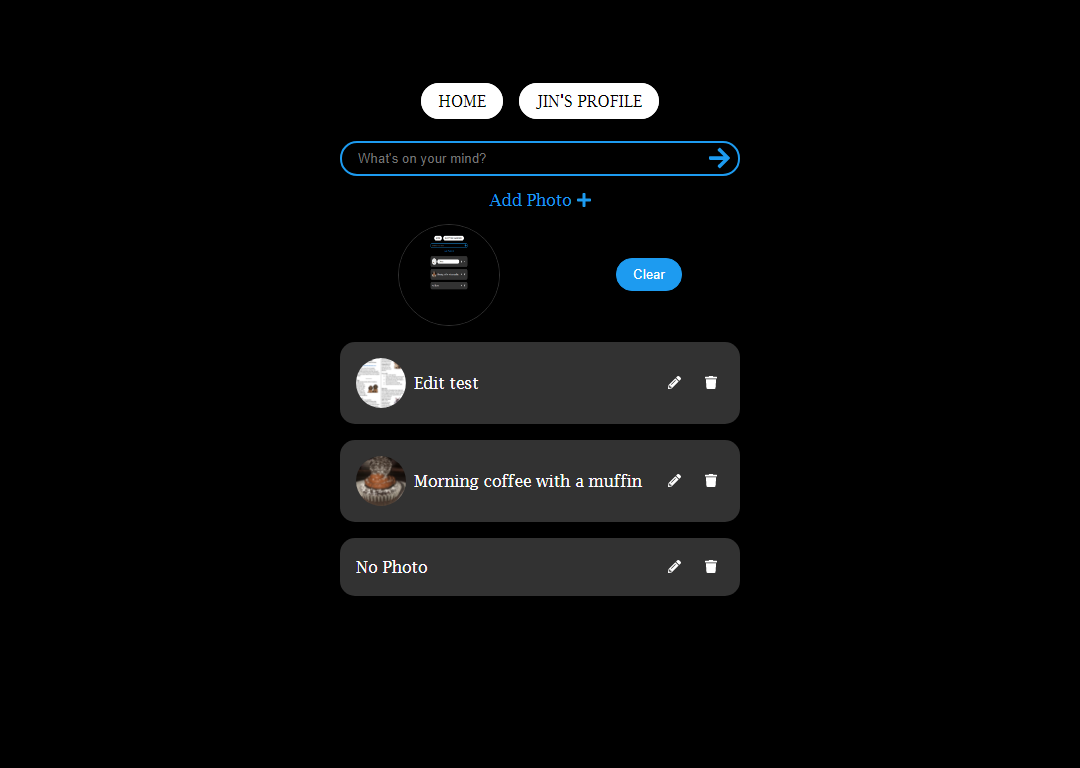 HOME JIN'S PROFILE
What's on your mind?
Add Photo
Clear
Edit test
Morning coffee with a muffin
No Photo